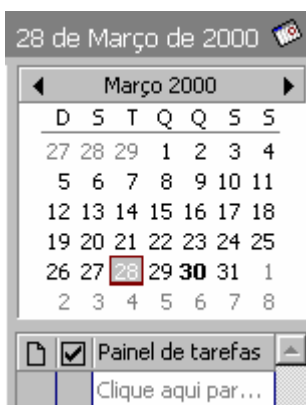 28 de Março de 2000
Março 2000
D S T Q Q S S
27 28 29 1 2 3 4
5 6 7 8 9 10 11
12 13 14 15 16 17 18
19 20 21 22 23 24 25
26 27 28 29 30 31 1
2 3 4 5 6 7 8
Painel de tarefas
Clique aqui par...